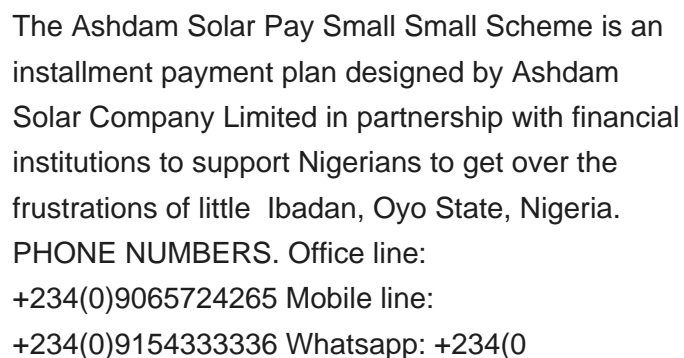 The Ashdam Solar Pay Small Small Scheme is an
installment payment plan designed by Ashdam
Solar Company Limited in partnership with financial
institutions to support Nigerians to get over the
frustrations of little  Ibadan, Oyo State, Nigeria.
PHONE NUMBERS. Office line:
+234(0)9065724265 Mobile line:
+234(0)9154333336 Whatsapp: +234(0